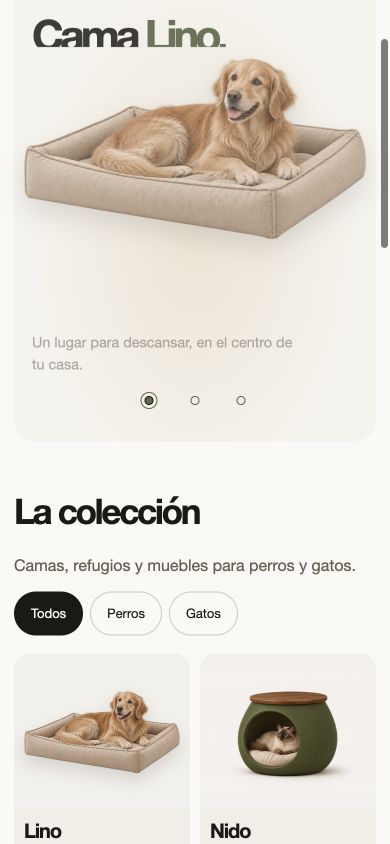 Cama Lino.
Un lugar para descansar, en el centro de
tu casa.
La colección
Camas, refugios y muebles para perros y gatos.
Todos
Perros
Gatos
Lino
Nido